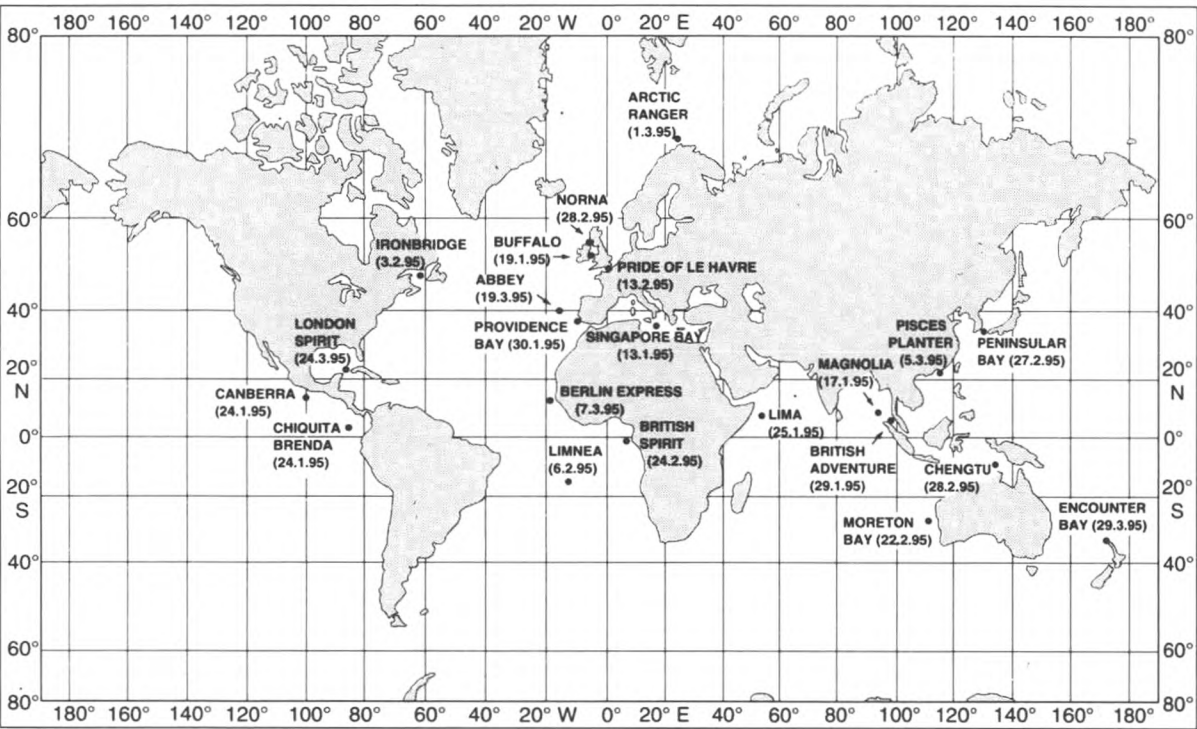 180° 140° 120° 100° 80° 60° 40° 20° W 0° 20° E 40° 60° 80° 100° 120° 140° 160° 180°
80° 80°
ARCTIC
RANGER
(1.3.95)
NORNA
(28.2.95)
60° 60°
IRONBRIDGE
(3.2.95)
BUFFALO
(19.1.95)
ABBEY
(19.3.95)
PRIDE OF LE HAVRE
(13.2.95)
40° 40°
LONDON
SPIRIT
(24.3.95)
PROVIDENCE
BAY (30.1.95)
SINGAPORE BAY
(13.1.95)
PISCES
PLANTER
(5.3.95)
PENINSULAR
BAY (27.2.95)
MAGNOLIA
(17.1.95)
20° 20°
N N
CANBERRA
(24.1.95)
BERLIN EXPRESS
(7.3.95)
CHIQUITA
BRENDA
(24.1.95)
LIMA
(25.1.95)
BRITISH
SPIRIT
(24.2.95)
0° 0°
LIMNEA
(6.2.95)
BRITISH
ADVENTURE
(29.1.95)
CHENGTU
(28.2.95)
20° 20°
S S
MORETON
BAY (22.2.95)
ENCOUNTER
BAY (29.3.95)
40° 40°
60° 60°
80° 80°
180° 140° 120° 100° 80° 60° 40° 20° W 0° 20° E 40° 60° 80° 100° 120° 140° 160° 180°